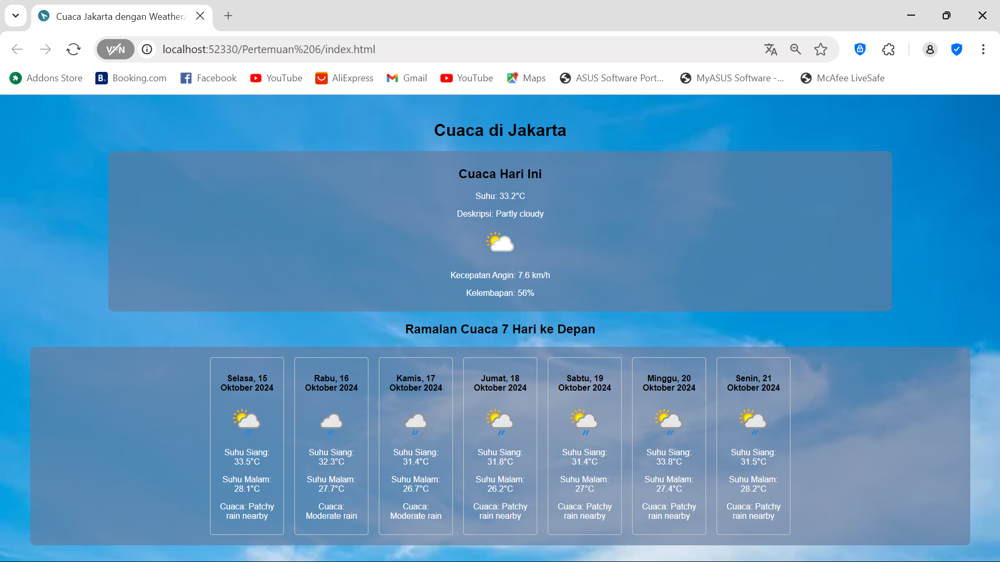 Cuaca Jakarta dengan Weather
VPN
localhost:52330/Pertemuan%206/index.html
Addons Store
B. Booking.com
Facebook
YouTube
AliExpress
Gmail
YouTube
Maps
ASUS Software Port...
MyASUS Software -...
McAfee LiveSafe
Cuaca di Jakarta
Cuaca Hari Ini
Suhu: 33.2°C
Deskripsi: Partly cloudy
Kecepatan Angin: 7.6 km/h
Kelembapan: 56%
Ramalan Cuaca 7 Hari ke Depan
Selasa, 15
Oktober 2024
Suhu Siang:
33.5°C
Suhu Malam:
28.1°C
Cuaca: Patchy
rain nearby
Rabu, 16
Oktober 2024
Suhu Siang:
32.3°C
Suhu Malam:
27.7°C
Cuaca:
Moderate rain
Kamis, 17
Oktober 2024
Suhu Siang:
31.4°C
Suhu Malam:
26.7°C
Cuaca:
Moderate rain
Jumat, 18
Oktober 2024
Suhu Siang:
31.8°C
Suhu Malam:
26.2°C
Cuaca: Patchy
rain nearby
Sabtu, 19
Oktober 2024
Suhu Siang:
31.4°C
Suhu Malam:
27°C
Cuaca: Patchy
rain nearby
Minggu, 20
Oktober 2024
Suhu Siang:
33.8°C
Suhu Malam:
27.4°C
Cuaca: Patchy
rain nearby
Senin, 21
Oktober 2024
Suhu Siang:
31.5°C
Suhu Malam:
28.2°C
Cuaca: Patchy
rain nearby